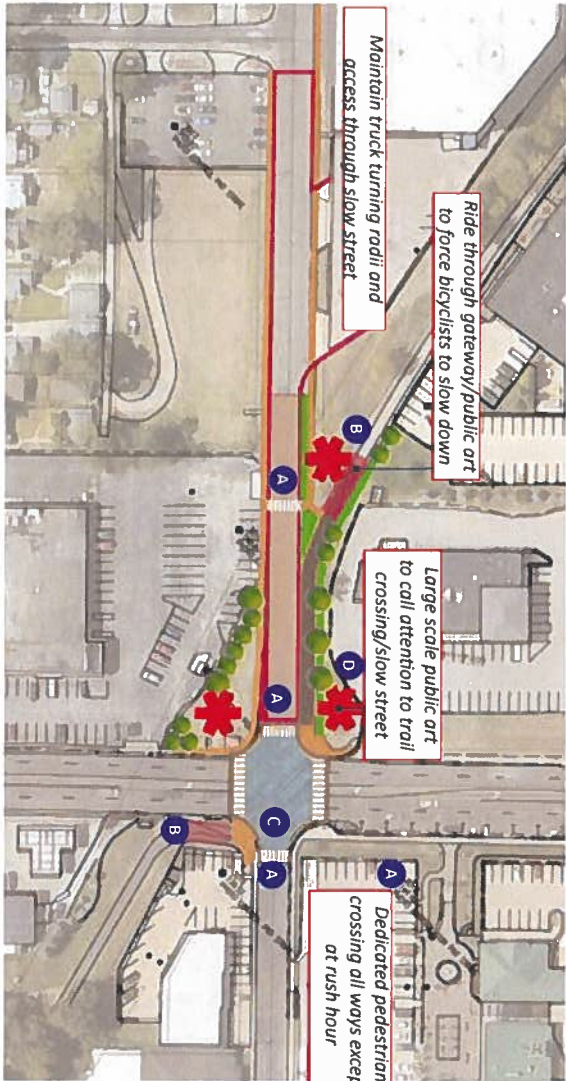 Maintain truck turning radii and
access through slow street
Ride through gateway/public art
to force bicyclists to slow down
B
A
Large scale public art
to call attention to trail
crossing/slow street
D
A
C
B
A
A
Dedicated pedestrian
crossing all ways excep
at rush hour